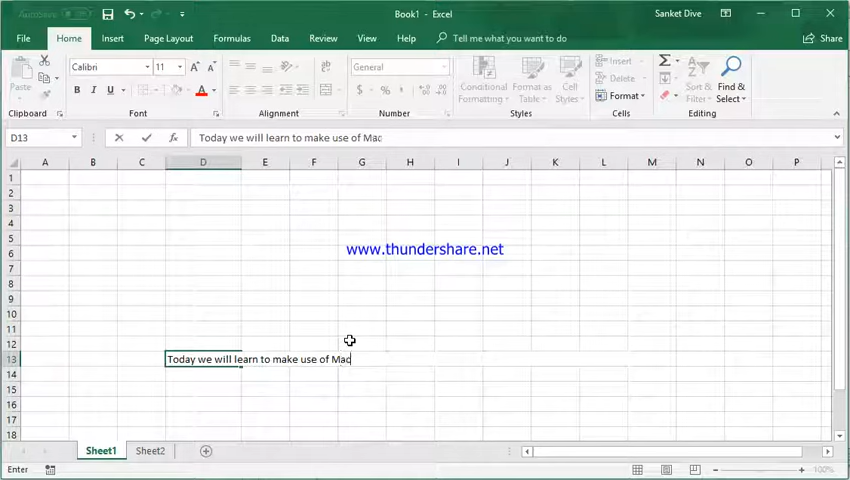 AutoSave Off
Book1 - Excel
Sanket Dive
File Home Insert Page Layout Formulas Data Review View Help Tell me what you want to do Share
Paste
Clipboard
Calibri 11
B I U A
Font
ab
Alignment
General
$ % ,
Number
Conditional Formatting
Format as Table
Cell Styles
Styles
Insert
Delete
Format
Cells
Σ
Sort & Filter
Find & Select
Editing
D13 fx Today we will learn to make use of Mac
A B C D E F G H I J K L M N O P
1
2
3
4
5
www.thundershare.net
6
7
8
9
10
11
12
13 Today we will learn to make use of Mac
14
15
16
17
18
Sheet1 Sheet2
Enter 100%